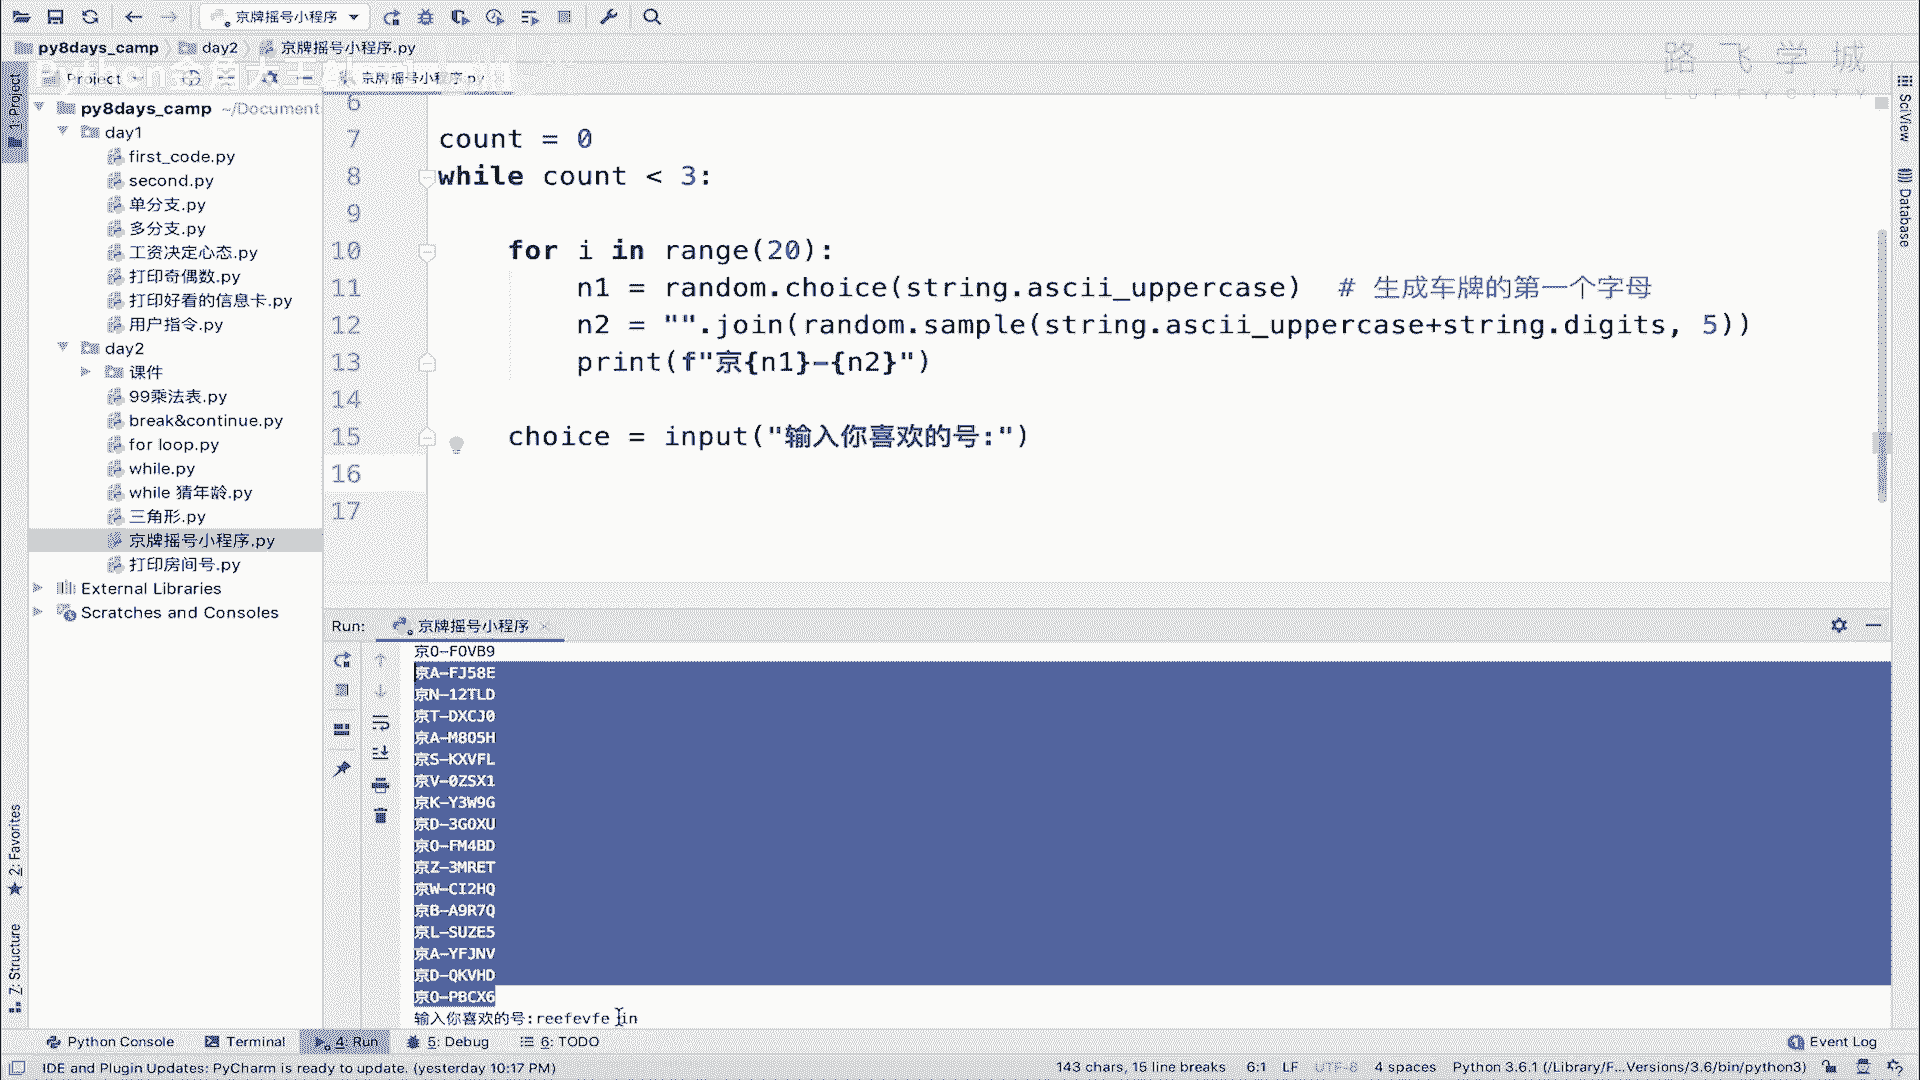 京牌摇号小程序
py8days_camp day2 京牌摇号小程序.py
路飞学城
LUFFYCITY
Project
京牌摇号小程序.py
1: Project
SciView
Database
py8days_camp ~/Document
day1
first_code.py
second.py
单分支.py
多分支.py
工资决定心态.py
打印奇偶数.py
打印好看的信息卡.py
用户指令.py
day2
课件
99乘法表.py
break&continue.py
for loop.py
while.py
while 猜年龄.py
三角形.py
京牌摇号小程序.py
打印房间号.py
External Libraries
Scratches and Consoles
6
7 count = 0
8 while count < 3:
9
10 for i in range(20):
11 n1 = random.choice(string.ascii_uppercase) # 生成车牌的第一个字母
12 n2 = "".join(random.sample(string.ascii_uppercase+string.digits, 5))
13 print(f"京{n1}-{n2}")
14
15 choice = input("输入你喜欢的号:")
16
17
Run: 京牌摇号小程序
京O-FOVB9
京A-FJ58E
京N-12TLD
京T-DXCJ0
京A-M8O5H
京S-KXVFL
京V-0ZSX1
京K-Y3W9G
京D-3GOXU
京O-FM4BD
京Z-3MRET
京W-CI2HQ
京B-A9R7Q
京L-SUZE5
京A-YFJNV
京D-QKVHD
京O-PBCX6
输入你喜欢的号:reefevfe in
2: Favorites
7: Structure
Python Console Terminal 4: Run 5: Debug 6: TODO Event Log
IDE and Plugin Updates: PyCharm is ready to update. (yesterday 10:17 PM) 143 chars, 15 line breaks 6:1 LF UTF-8 4 spaces Python 3.6.1 (/Library/F...Versions/3.6/bin/python3)